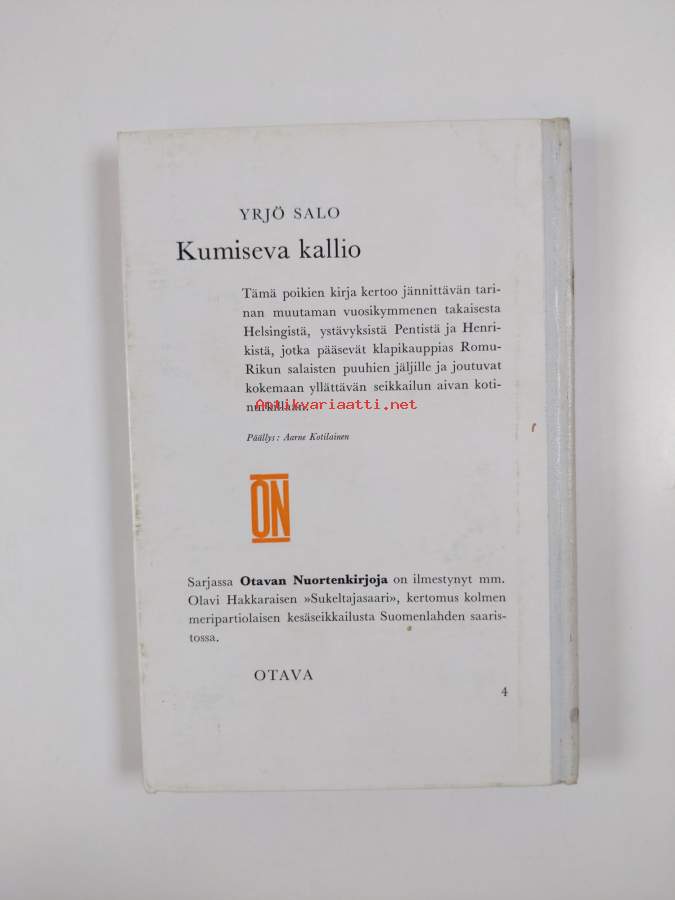 YRJÖ SALO
Kumiseva kallio
Tämä poikien kirja kertoo jännittävän tari-
nan muutaman vuosikymmenen takaisesta
Helsingistä, ystävyksistä Pentistä ja Henri-
kistä, jotka pääsevät klapikauppias Romu-
Rikun salaisten puuhien jäljille ja joutuvat
kokemaan yllättävän seikkailun aivan koti-
nurkillaan.
Antikvariaatti.net
Päällys: Aarne Kotilainen
ON
Sarjassa Otavan Nuortenkirjoja on ilmestynyt mm.
Olavi Hakkaraisen »Sukeltajasaari», kertomus kolmen
meripartiolaisen kesäseikkailusta Suomenlahden saaris-
tossa.
OTAVA
4